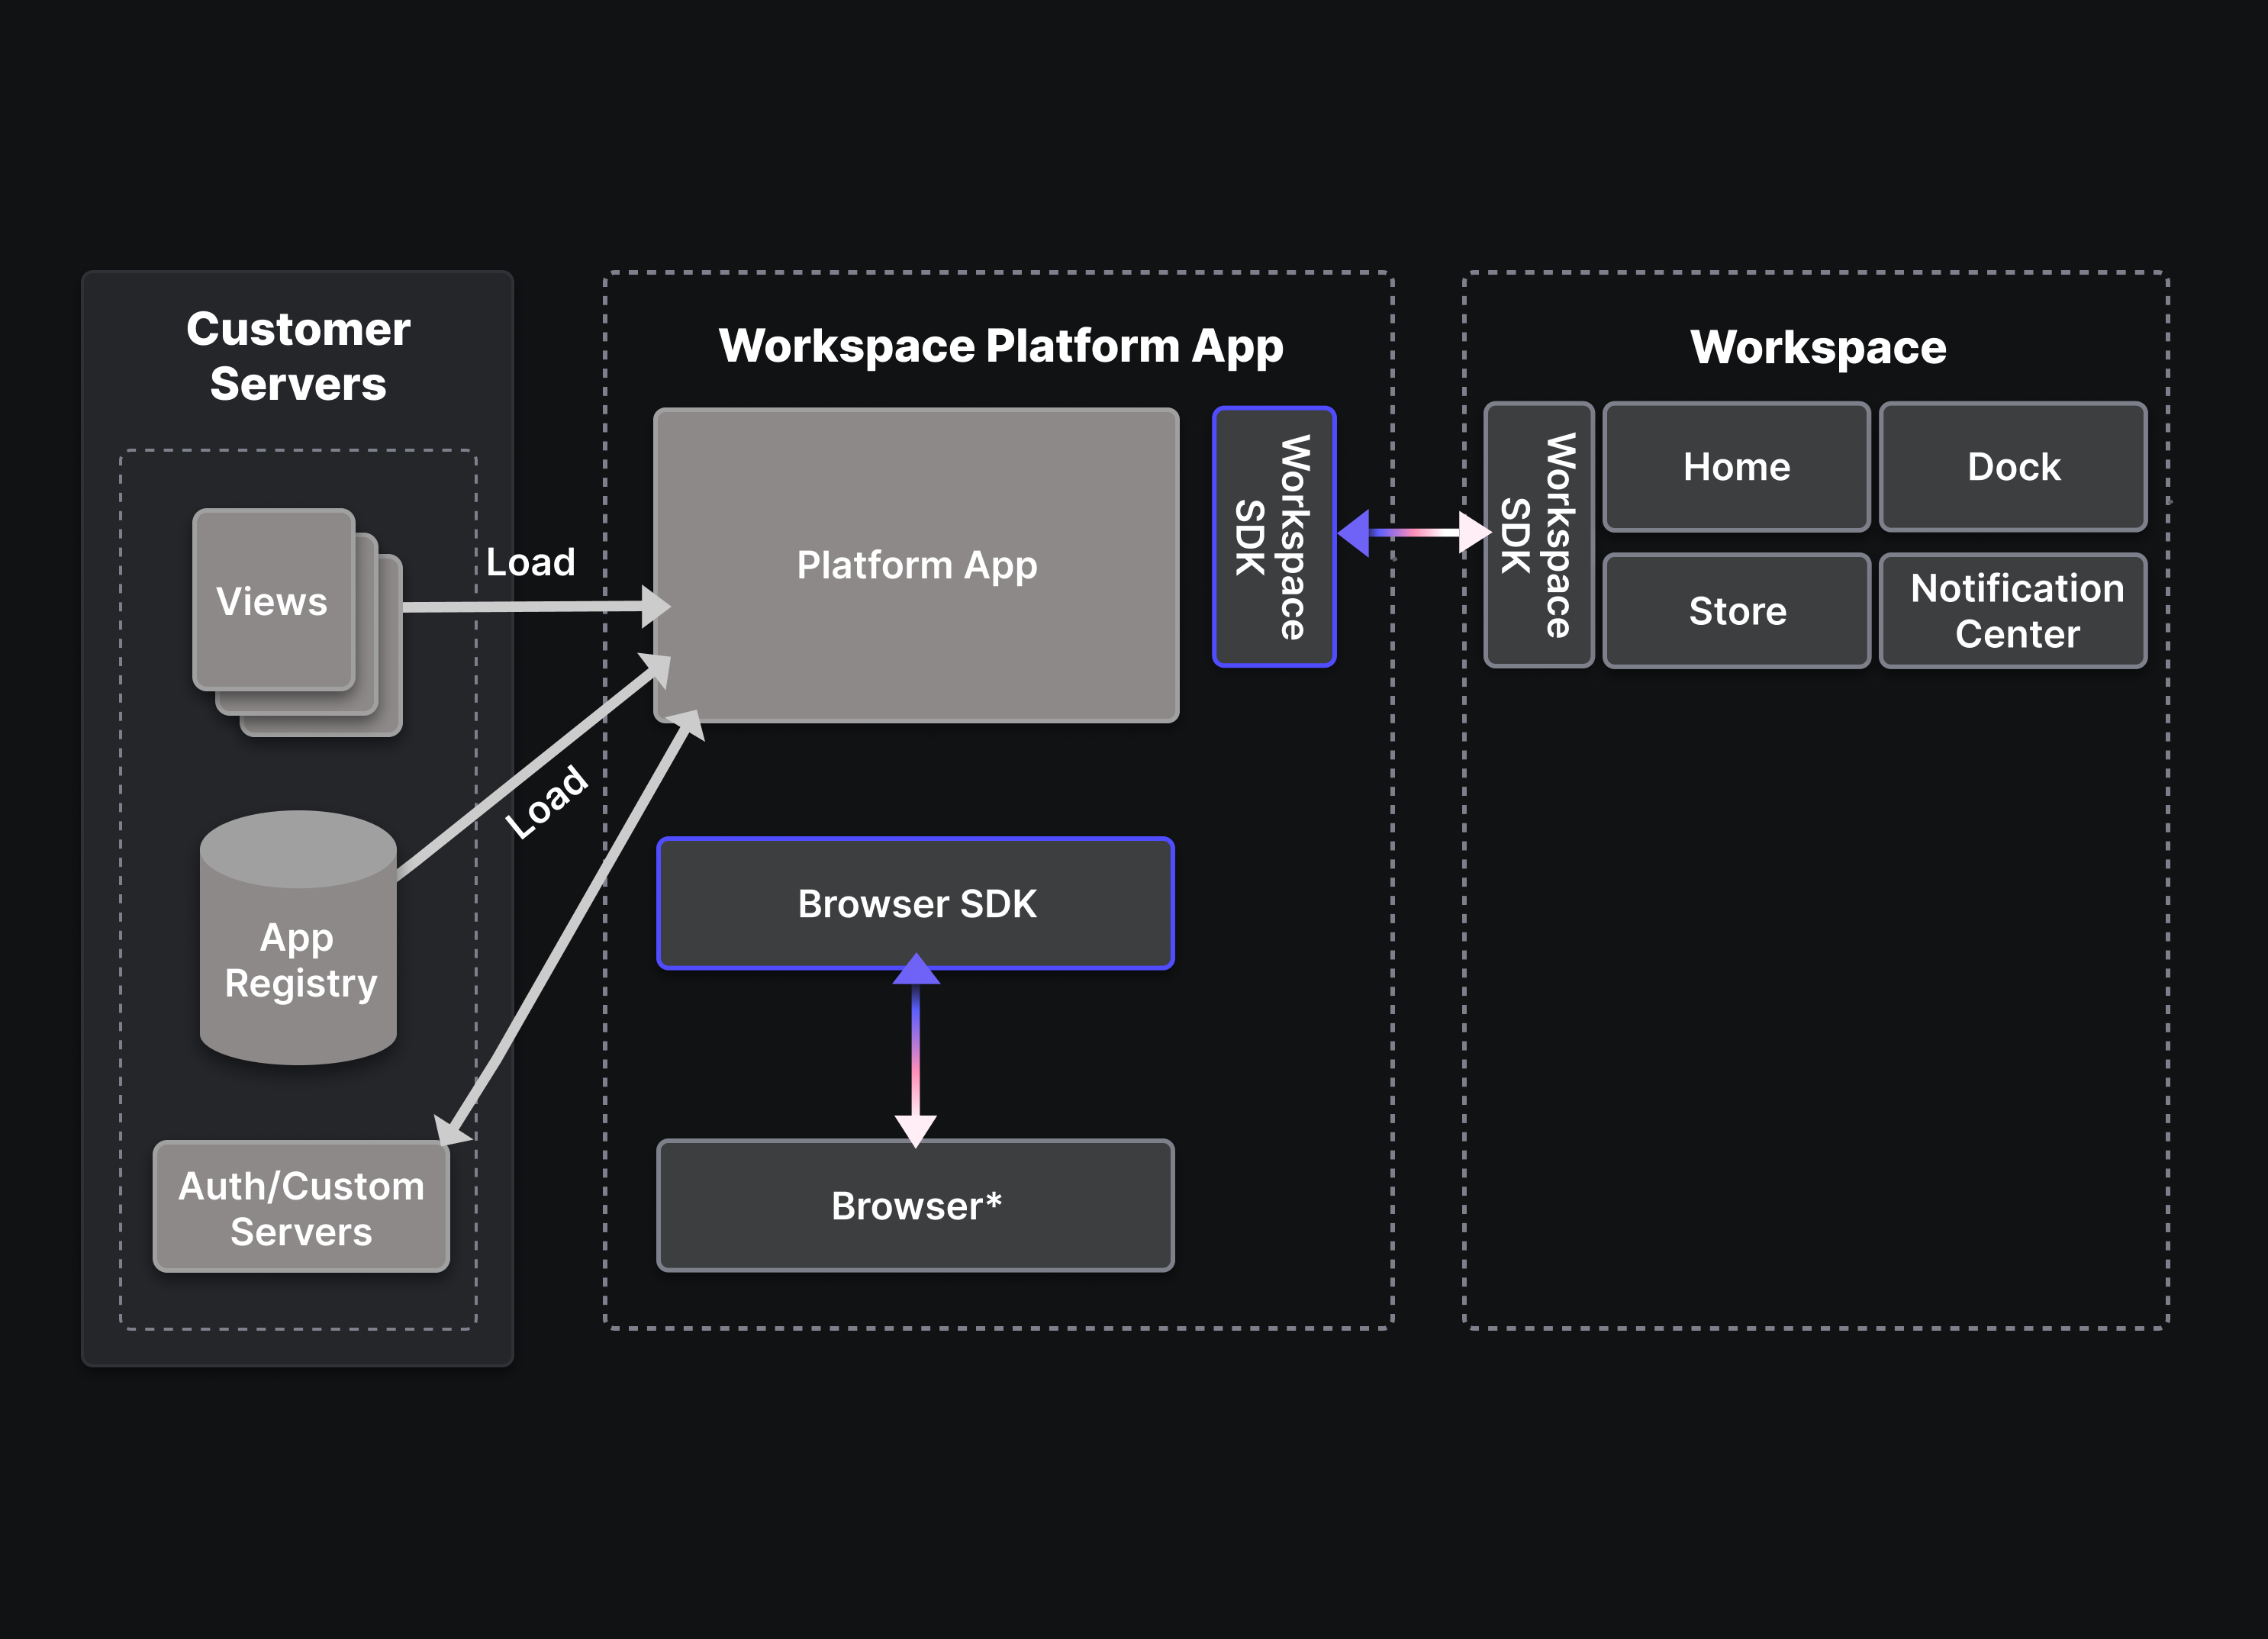 Customer
Servers
Views
App
Registry
Auth/Custom
Servers
Load
Load
Workspace Platform App
Platform App
Workspace
SDK
Browser SDK
Browser*
Workspace
Workspace
SDK
Home
Dock
Store
Notification
Center